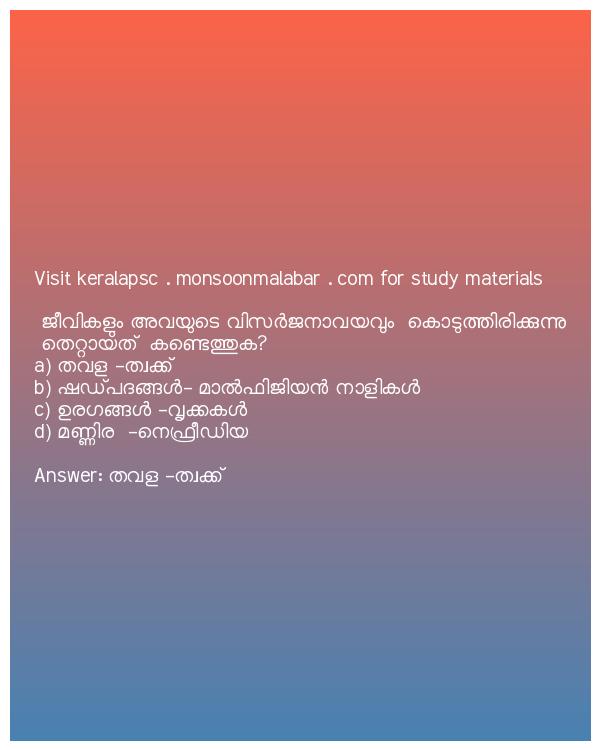 Visit keralapsc . monsoonmalabar . com for study materials
ജീവികളും അവയുടെ വിസർജനാവയവും കൊടുത്തിരിക്കുന്നു
തെറ്റായത് കണ്ടെത്തുക?
a) തവള -ത്വക്ക്
b) ഷഡ്പദങ്ങൾ- മാൽഫിജിയൻ നാളികൾ
c) ഉരഗങ്ങൾ -വൃക്കകൾ
d) മണ്ണിര -നെഫ്രീഡിയ
Answer: തവള -ത്വക്ക്